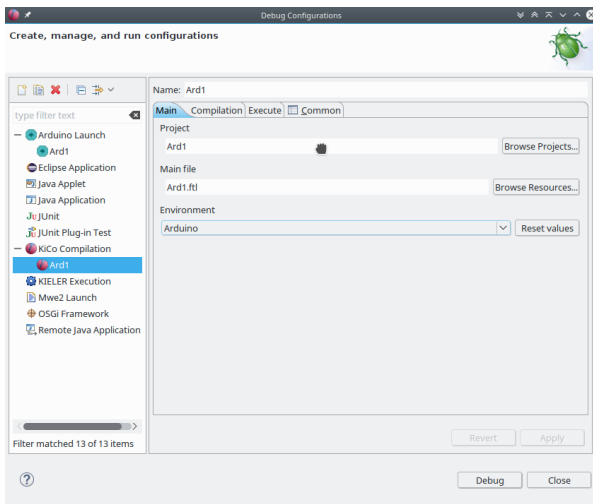 Debug Configurations
Create, manage, and run configurations
type filter text
Arduino Launch
Ard1
Eclipse Application
Java Applet
Java Application
JUnit
JUnit Plug-in Test
KiCo Compilation
Ard1
KIELER Execution
Mwe2 Launch
OSGi Framework
Remote Java Application
Filter matched 13 of 13 items
Name: Ard1
Main Compilation Execute Common
Project
Ard1 Browse Projects...
Main file
Ard1.ftl Browse Resources...
Environment
Arduino Reset values
Revert Apply
Debug Close